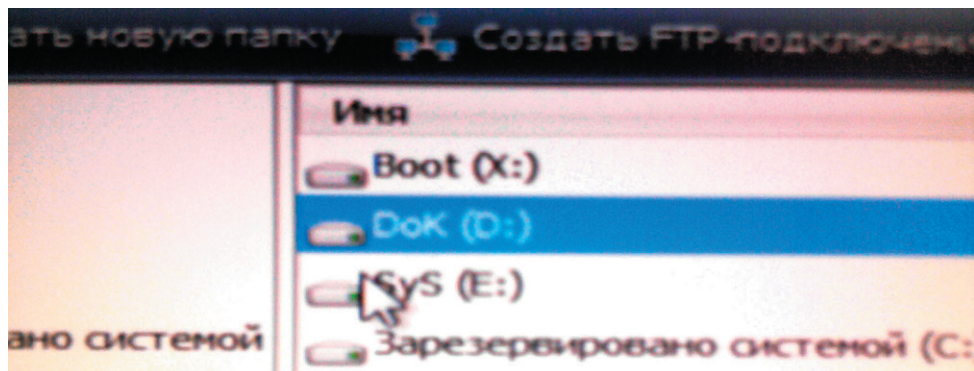 ать новую папку Создать FTP-подключени
Имя
Boot (X:)
DoK (D:)
SyS (E:)
ано системой Зарезервировано системой (C: